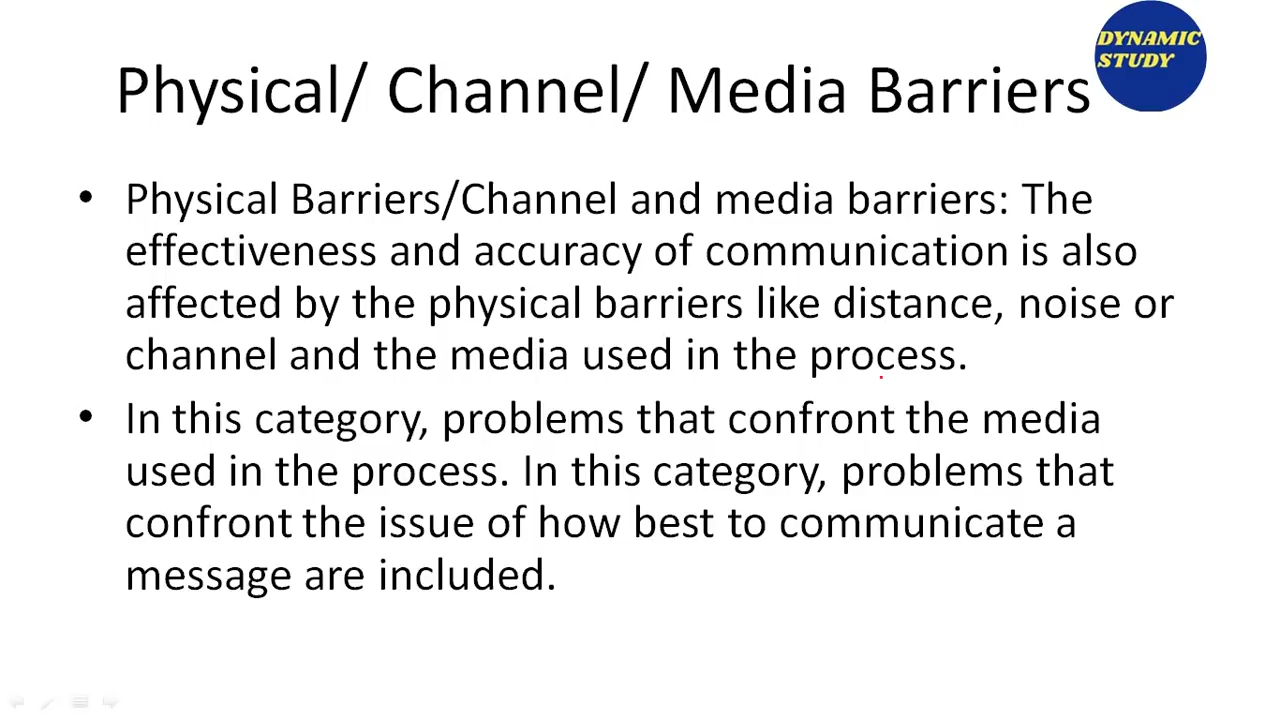 DYNAMIC
STUDY
Physical/ Channel/ Media Barriers
• Physical Barriers/Channel and media barriers: The
effectiveness and accuracy of communication is also
affected by the physical barriers like distance, noise or
channel and the media used in the process.
• In this category, problems that confront the media
used in the process. In this category, problems that
confront the issue of how best to communicate a
message are included.